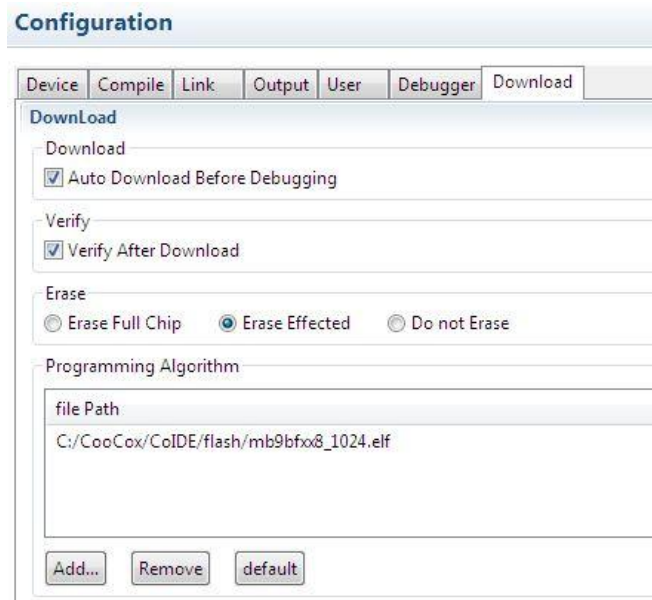 Configuration
Device Compile Link Output User Debugger Download
DownLoad
Download
Auto Download Before Debugging
Verify
Verify After Download
Erase
Erase Full Chip Erase Effected Do not Erase
Programming Algorithm
file Path
C:/CooCox/CoIDE/flash/mb9bfxx8_1024.elf
Add... Remove default